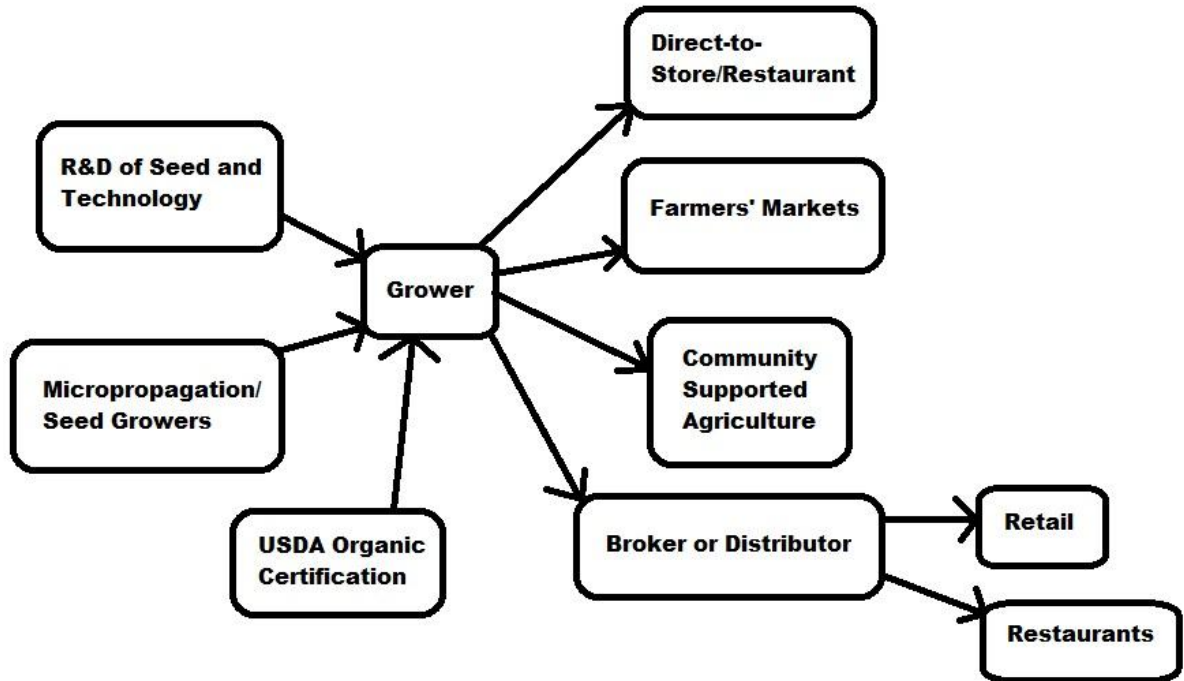 Direct-to-
Store/Restaurant
R&D of Seed and
Technology
Farmers' Markets
Grower
Micropropagation/
Seed Growers
Community
Supported
Agriculture
USDA Organic
Certification
Broker or Distributor
Retail
Restaurants